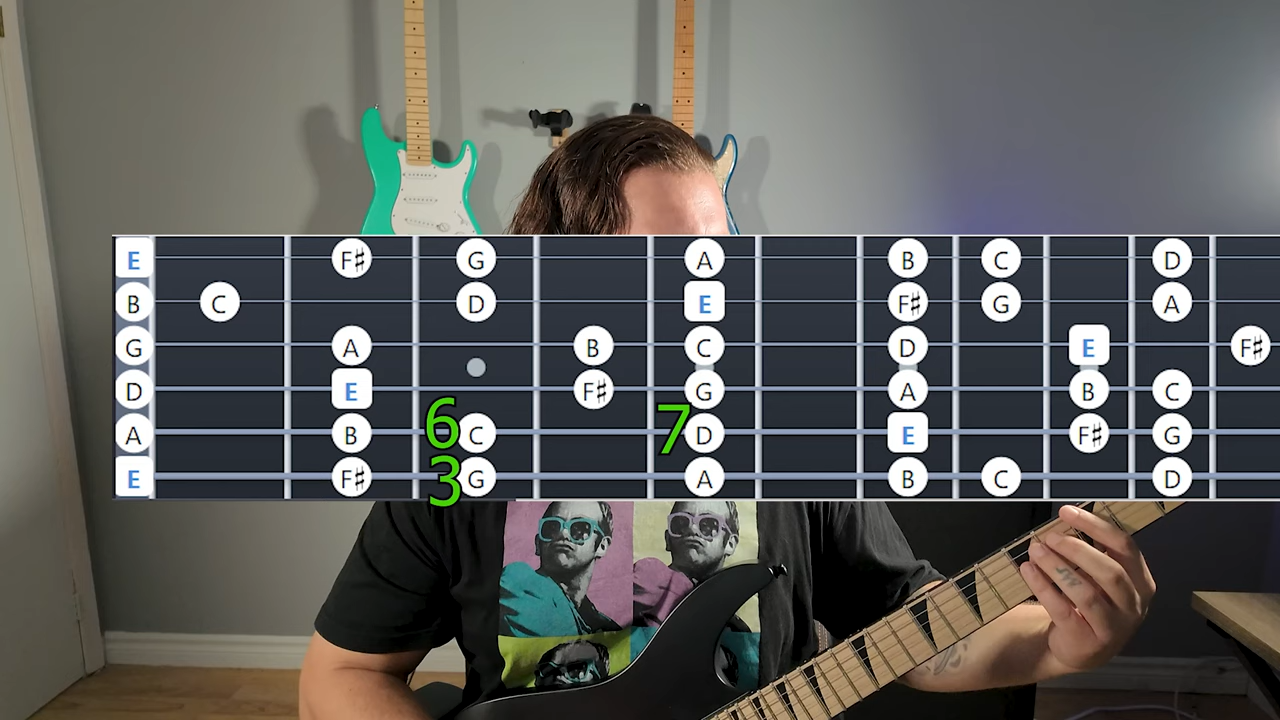 E F♯ G A B C D
B C D E F♯ G A
G A B C D E F♯
D E F♯ G A B C
A B 6 C 7 D E F♯ G
E F♯ 3 G A B C D